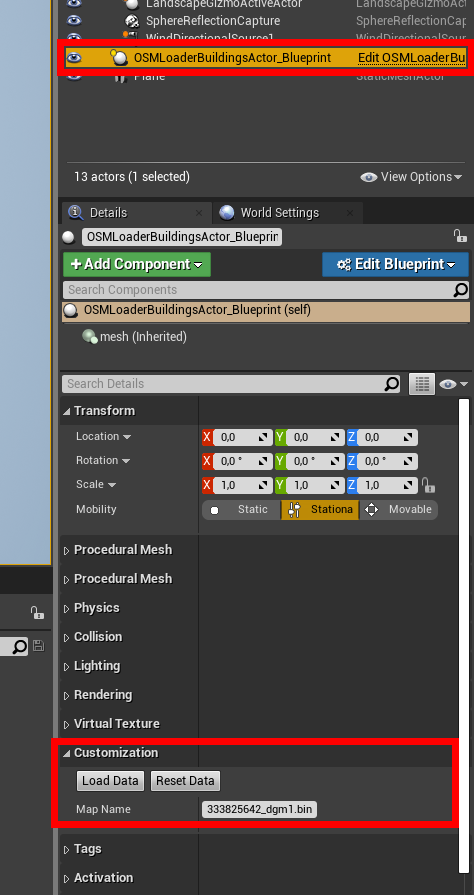 LandscapeGizmoActiveActor LandscapeGizmoAc
SphereReflectionCapture SphereReflectionCa
WindDirectionalSource1 WindDirectionalSour
OSMLoaderBuildingsActor_Blueprint Edit OSMLoaderBu
Plane StaticMeshActor
13 actors (1 selected) View Options
Details World Settings
OSMLoaderBuildingsActor_Blueprin
+ Add Component Edit Blueprint
Search Components
OSMLoaderBuildingsActor_Blueprint (self)
mesh (Inherited)
Search Details
Transform
Location X 0,0 Y 0,0 Z 0,0
Rotation X 0,0 ° Y 0,0 ° Z 0,0 °
Scale X 1,0 Y 1,0 Z 1,0
Mobility Static Stationa Movable
Procedural Mesh
Procedural Mesh
Physics
Collision
Lighting
Rendering
Virtual Texture
Customization
Load Data Reset Data
Map Name 333825642_dgm1.bin
Tags
Activation